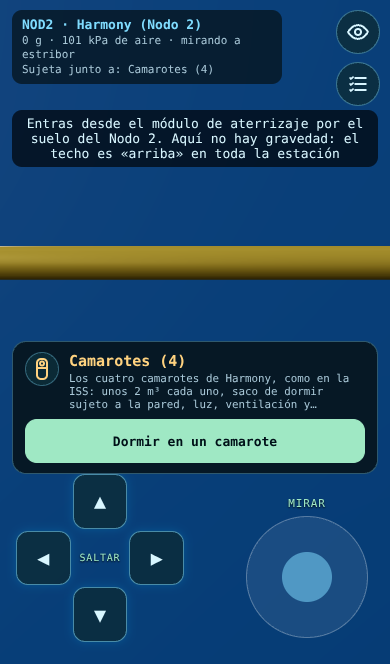 NOD2 · Harmony (Nodo 2)
0 g · 101 kPa de aire · mirando a
estribor
Sujeta junto a: Camarotes (4)
Entras desde el módulo de aterrizaje por el
suelo del Nodo 2. Aquí no hay gravedad: el
techo es «arriba» en toda la estación
Camarotes (4)
Los cuatro camarotes de Harmony, como en la
ISS: unos 2 m³ cada uno, saco de dormir
sujeto a la pared, luz, ventilación y…
Dormir en un camarote
SALTAR
MIRAR